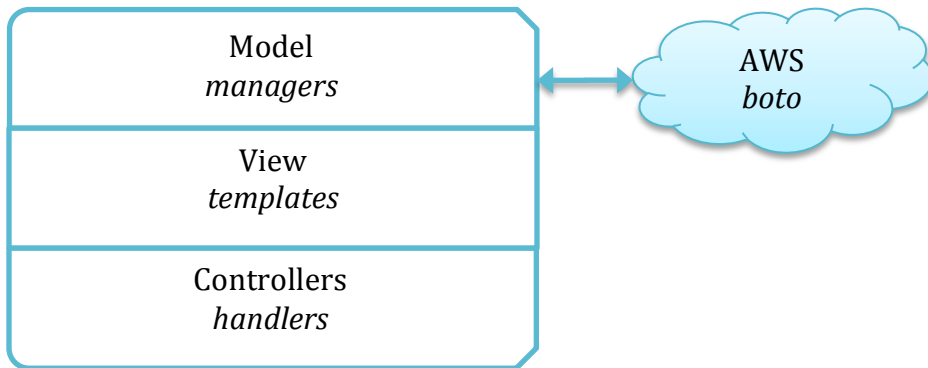 Model
managers
AWS
boto
View
templates
Controllers
handlers